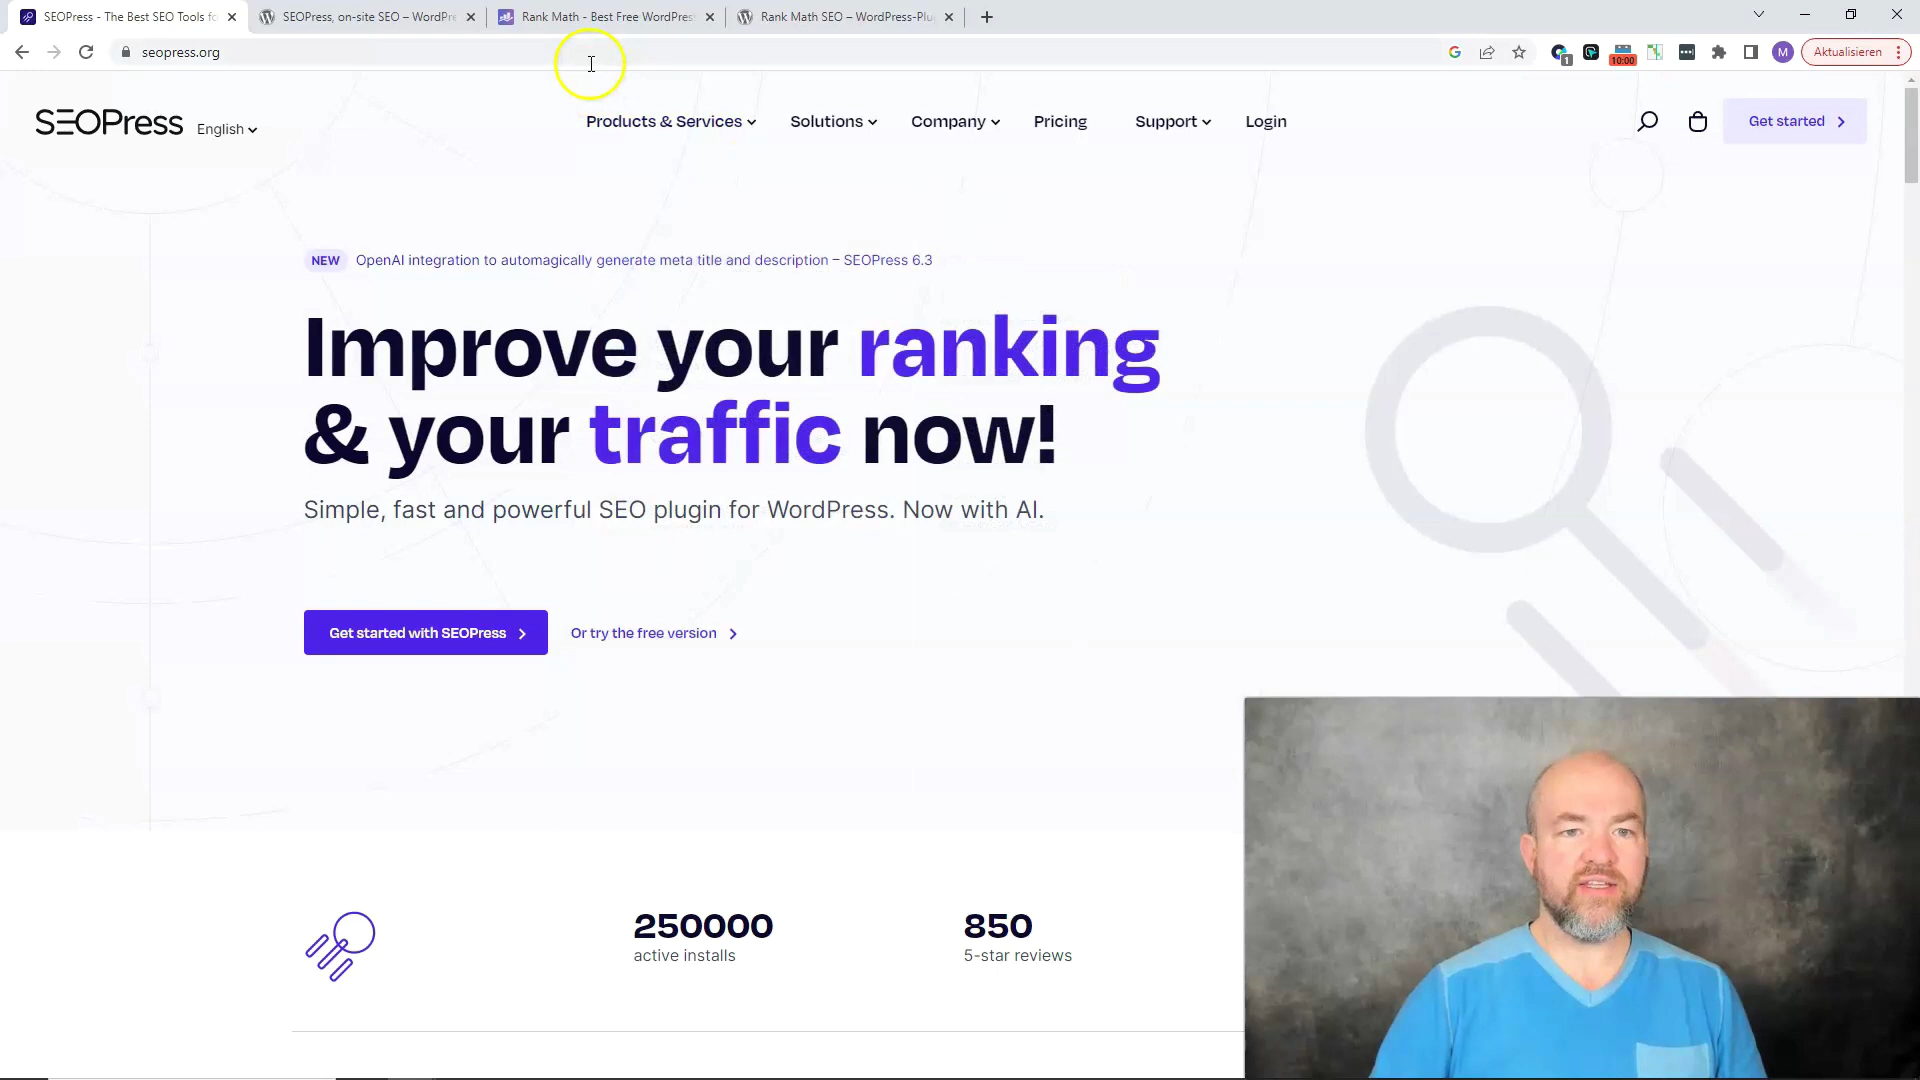 SEOPress - The Best SEO Tools fo
SEOPress, on-site SEO – WordPre
Rank Math - Best Free WordPress
Rank Math SEO – WordPress-Plu
seopress.org
1
10:00
M
Aktualisieren
SEOPress
English
Products & Services
Solutions
Company
Pricing
Support
Login
Get started
NEW OpenAI integration to automagically generate meta title and description – SEOPress 6.3
Improve your ranking
& your traffic now!
Simple, fast and powerful SEO plugin for WordPress. Now with AI.
Get started with SEOPress
Or try the free version
250000
active installs
850
5-star reviews